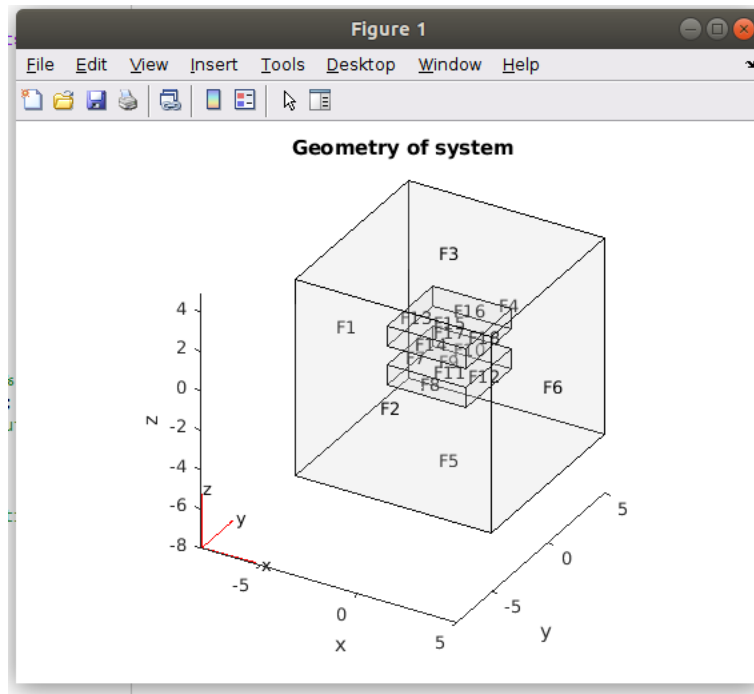 Figure 1
File Edit View Insert Tools Desktop Window Help
Geometry of system
F3
F4
F16
F13
F15
F1
F17
F14
F10
F7
F9
F11
F12
F8
F6
F2
F5
4
2
0
-2
-4
-6
-8
z
z
y
x
-5
0
5
x
-5
0
5
y